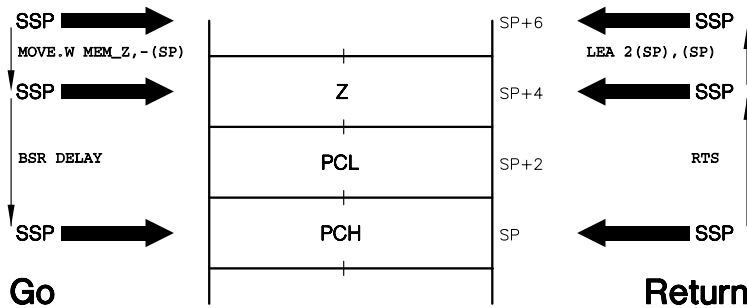 SSP SP+6 SSP
MOVE.W MEM_Z,-(SP) LEA 2(SP),(SP)
SSP Z SP+4 SSP
BSR DELAY PCL SP+2 RTS
SSP PCH SP SSP
Go Return